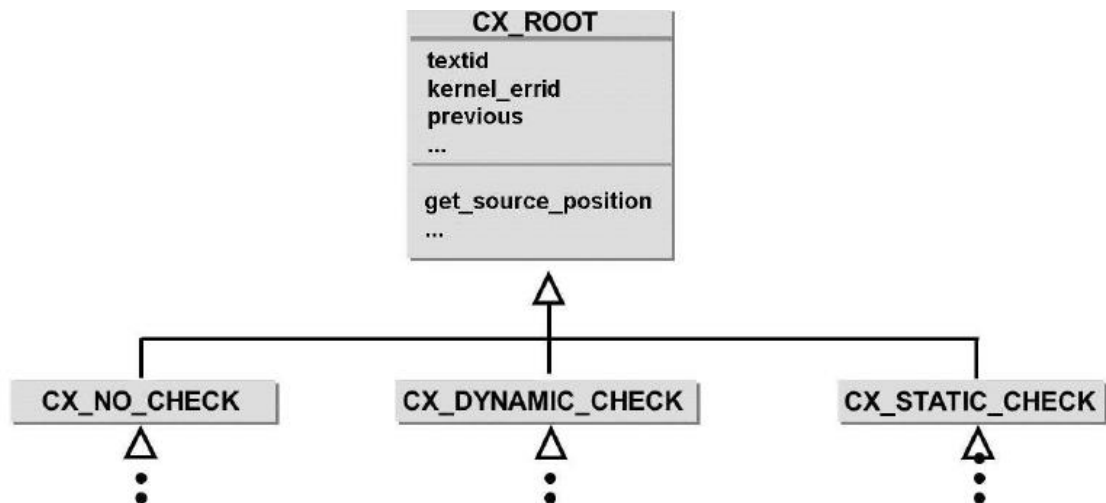 CX_ROOT
textid
kernel_errid
previous
...
get_source_position
...
CX_NO_CHECK
CX_DYNAMIC_CHECK
CX_STATIC_CHECK